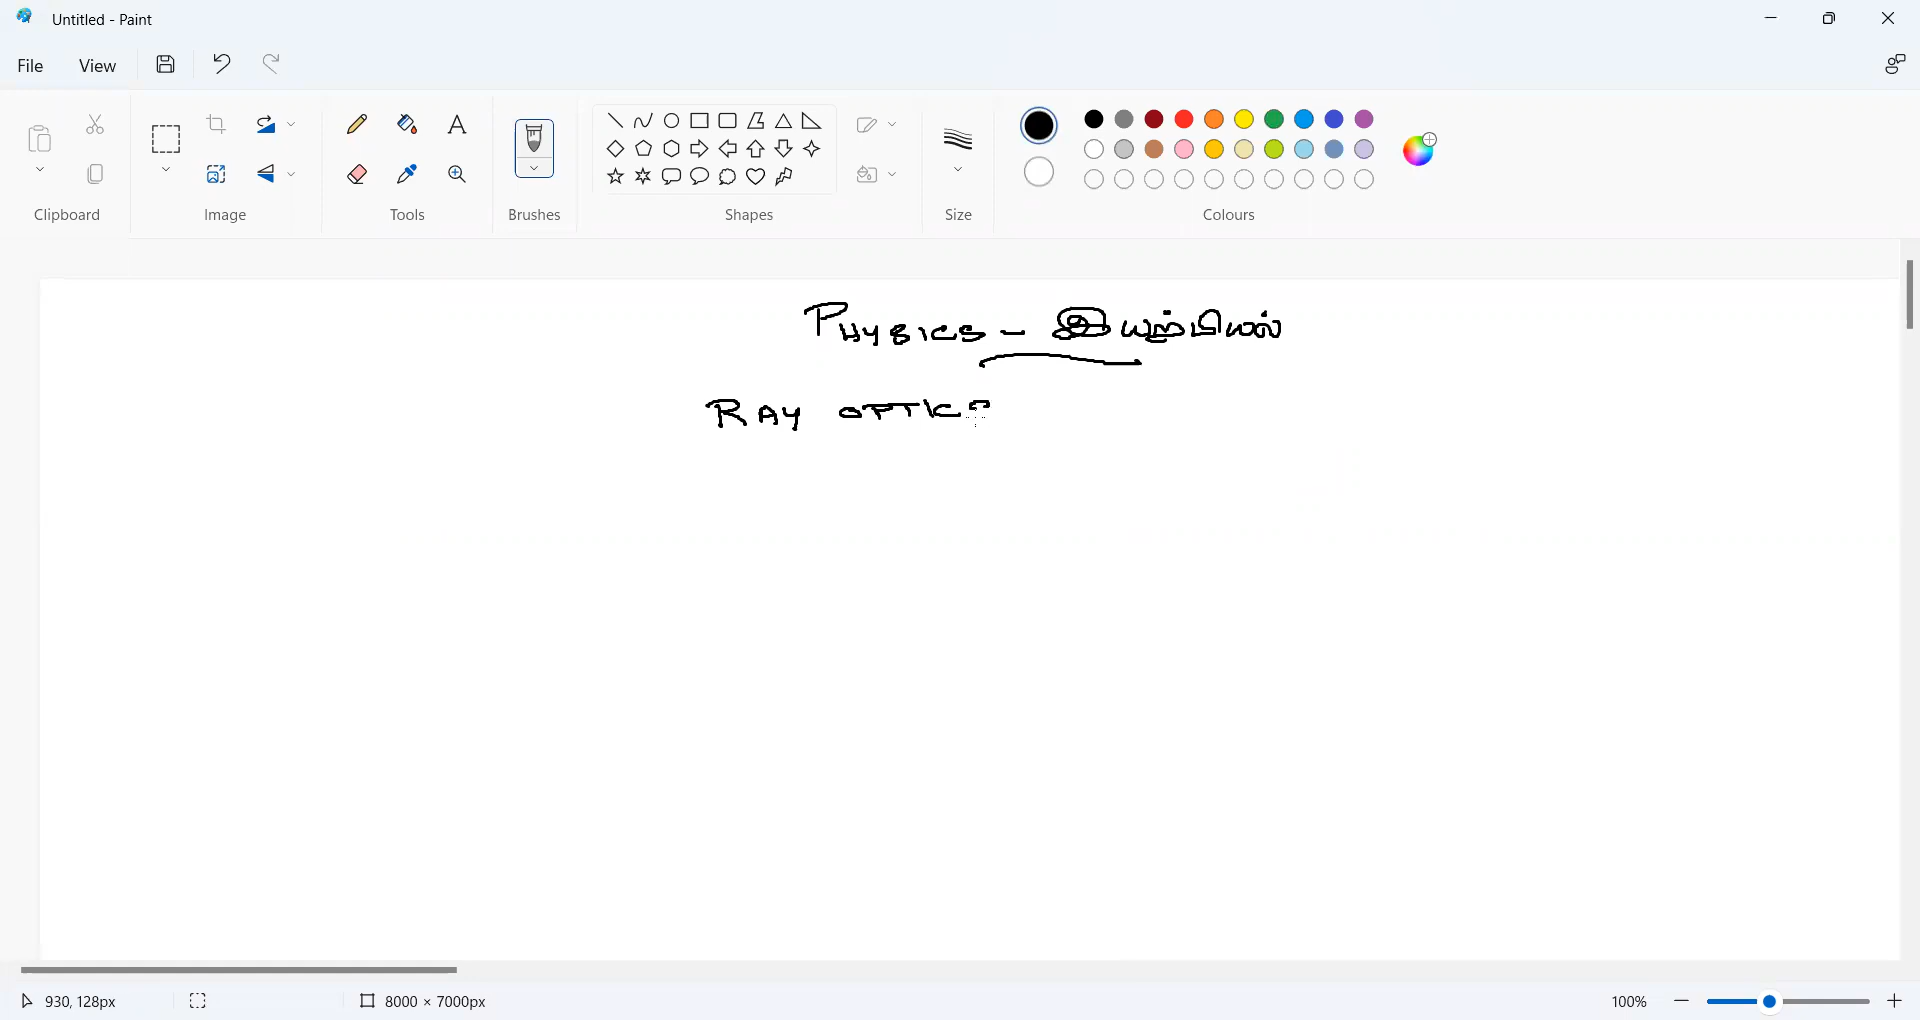 Untitled - Paint
File View
Clipboard Image Tools Brushes Shapes Size Colours
PHYSICS - இயற்பியல்
RAY OPTICS
930, 128px 8000 × 7000px 100%